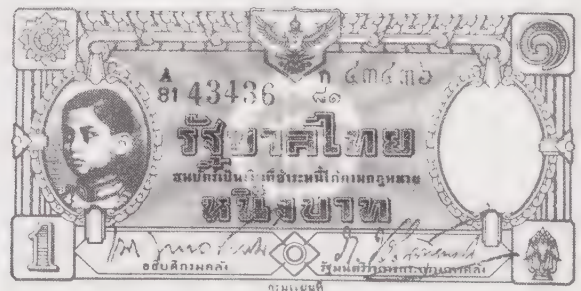 A ก ๔๓๔๓๖
81 43436 ๘๑
รัฐบาลไทย
ธนบัตรเป็นเงินที่ชำระหนี้ได้ตามกฎหมาย
หนึ่งบาท
1
อธิบดีกรมคลัง รัฐมนตรีว่าการกระทรวงการคลัง
กรมแผนที่